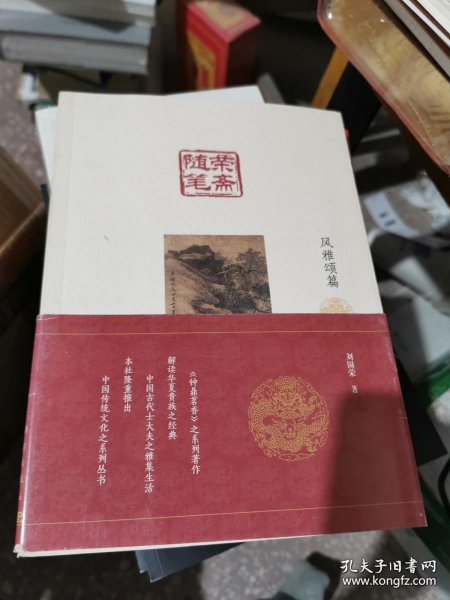 荣斋
随笔
风雅颂篇
刘锡荣 著
《钟鼎茗香》之系列著作
解读华夏贵族之经典
中国古代士大夫之雅集生活
本社隆重推出
中国传统文化之系列丛书
孔夫子旧书网
www.kongfz.com